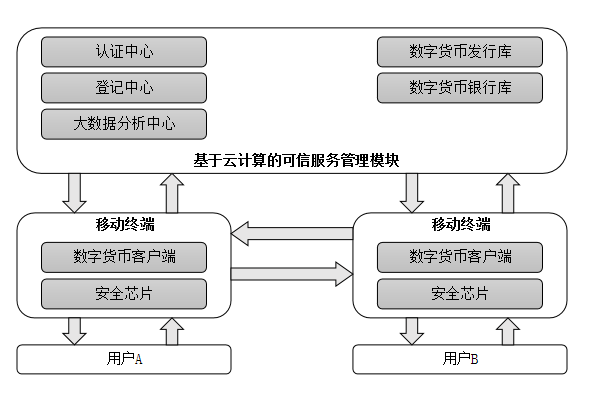 认证中心
数字货币发行库
登记中心
数字货币银行库
大数据分析中心
基于云计算的可信服务管理模块
移动终端
移动终端
数字货币客户端
数字货币客户端
安全芯片
安全芯片
用户A
用户B